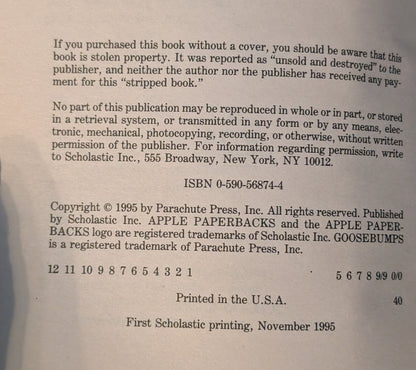 If you purchased this book without a cover, you should be aware that this
book is stolen property. It was reported as "unsold and destroyed" to the
publisher, and neither the author nor the publisher has received any pay-
ment for this "stripped book."
No part of this publication may be reproduced in whole or in part, or stored
in a retrieval system, or transmitted in any form or by any means, elec-
tronic, mechanical, photocopying, recording, or otherwise, without written
permission of the publisher. For information regarding permission, write
to Scholastic Inc., 555 Broadway, New York, NY 10012.
ISBN 0-590-56874-4
Copyright © 1995 by Parachute Press, Inc. All rights reserved. Published
by Scholastic Inc. APPLE PAPERBACKS and the APPLE PAPER-
BACKS logo are registered trademarks of Scholastic Inc. GOOSEBUMPS
is a registered trademark of Parachute Press, Inc.
12 11 10 9 8 7 6 5 4 3 2 1 5 6 7 8 9/9 0/0
Printed in the U.S.A. 40
First Scholastic printing, November 1995